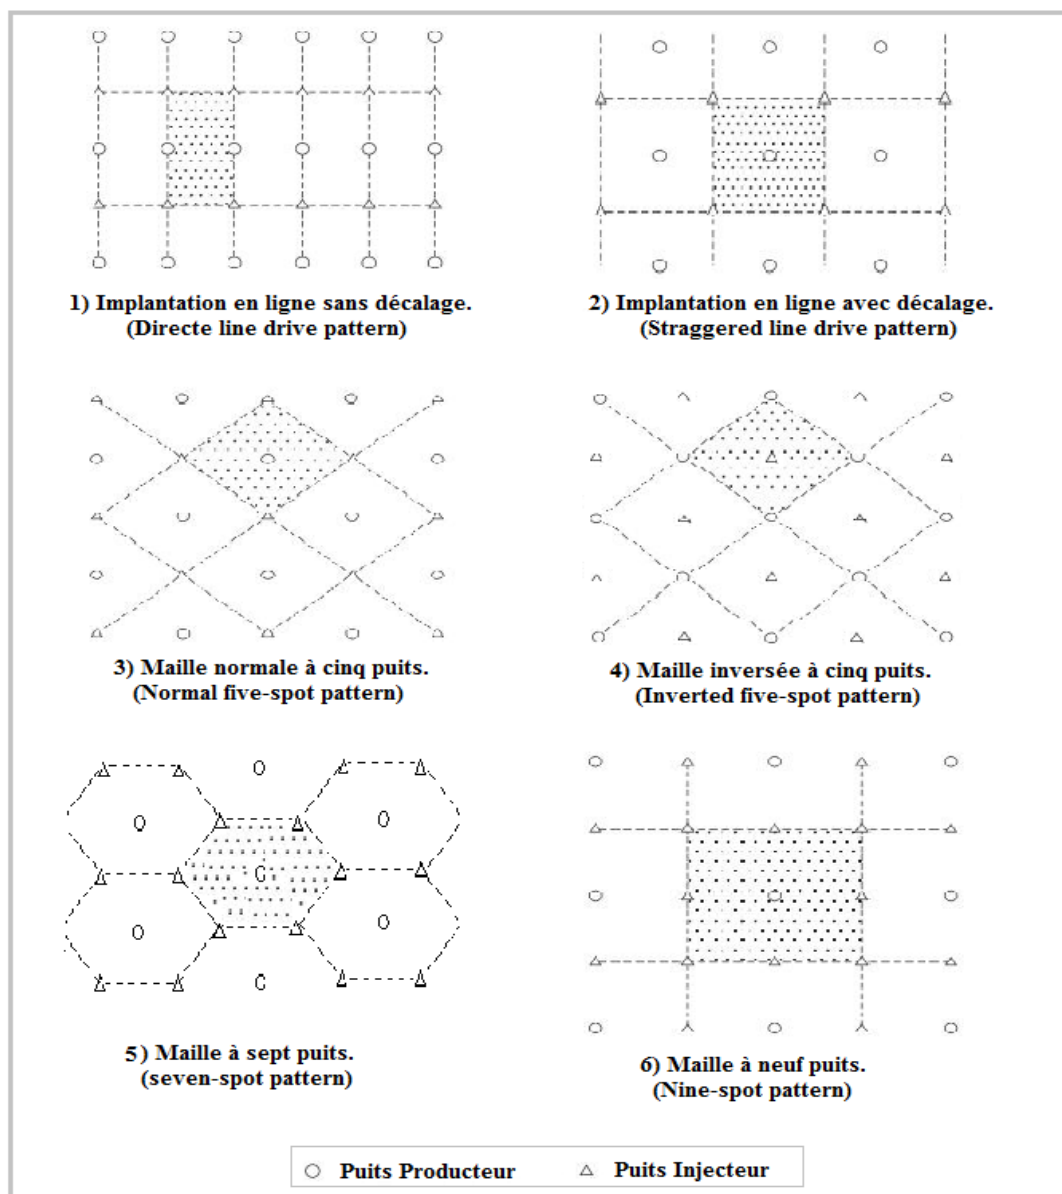 1) Implantation en ligne sans décalage.
(Directe line drive pattern)
2) Implantation en ligne avec décalage.
(Straggered line drive pattern)
3) Maille normale à cinq puits.
(Normal five-spot pattern)
4) Maille inversée à cinq puits.
(Inverted five-spot pattern)
5) Maille à sept puits.
(seven-spot pattern)
6) Maille à neuf puits.
(Nine-spot pattern)
Puits Producteur
Puits Injecteur